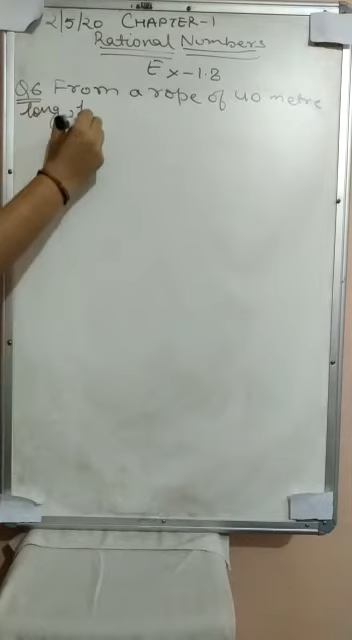 2/5/20 CHAPTER-1
Rational Numbers
Ex-1.8
Q6 From a rope of 40 metre
long,